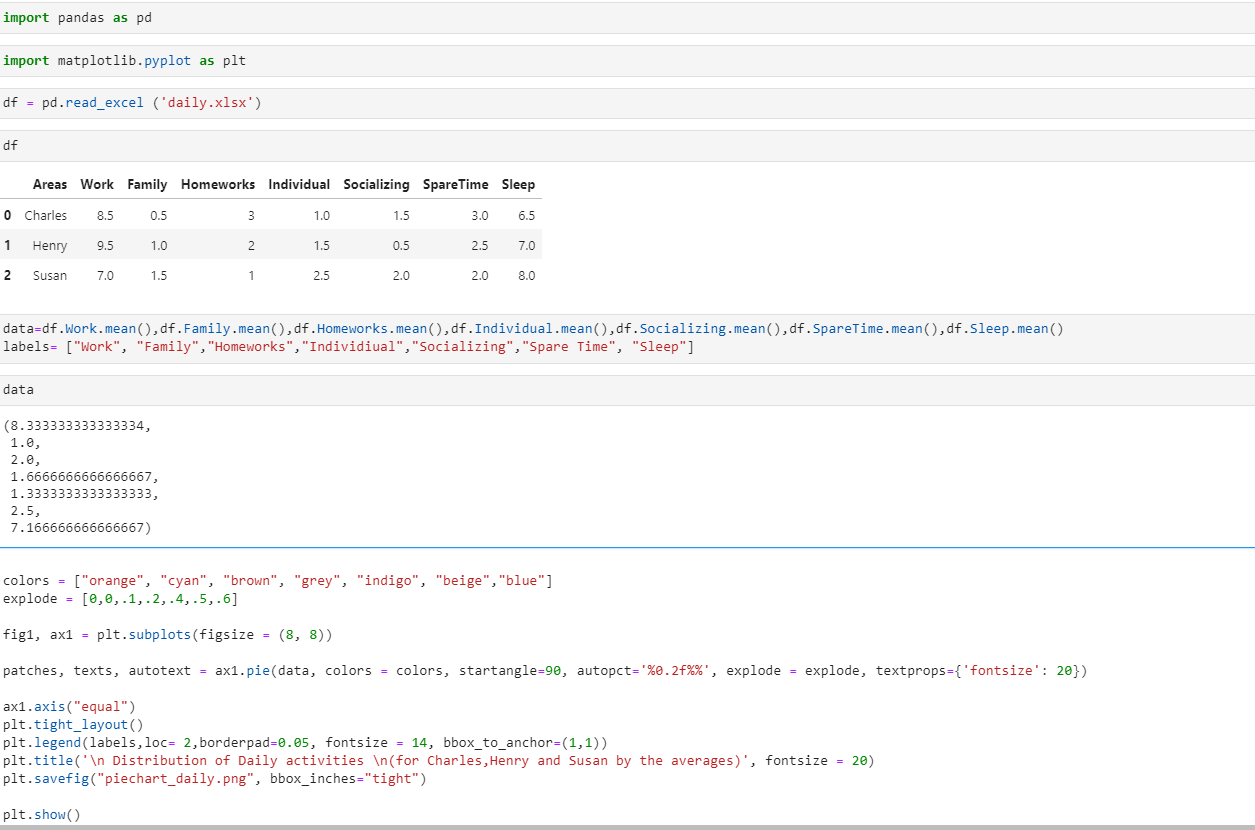 import pandas as pd
import matplotlib.pyplot as plt
df = pd.read_excel ('daily.xlsx')
df
Areas Work Family Homeworks Individual Socializing SpareTime Sleep
0 Charles 8.5 0.5 3 1.0 1.5 3.0 6.5
1 Henry 9.5 1.0 2 1.5 0.5 2.5 7.0
2 Susan 7.0 1.5 1 2.5 2.0 2.0 8.0
data=df.Work.mean(),df.Family.mean(),df.Homeworks.mean(),df.Individual.mean(),df.Socializing.mean(),df.SpareTime.mean(),df.Sleep.mean()
labels= ["Work", "Family","Homeworks","Individiual","Socializing","Spare Time", "Sleep"]
data
(8.333333333333334,
1.0,
2.0,
1.6666666666666667,
1.3333333333333333,
2.5,
7.166666666666667)
colors = ["orange", "cyan", "brown", "grey", "indigo", "beige","blue"]
explode = [0,0,.1,.2,.4,.5,.6]
fig1, ax1 = plt.subplots(figsize = (8, 8))
patches, texts, autotext = ax1.pie(data, colors = colors, startangle=90, autopct='%0.2f%%', explode = explode, textprops={'fontsize': 20})
ax1.axis("equal")
plt.tight_layout()
plt.legend(labels,loc= 2,borderpad=0.05, fontsize = 14, bbox_to_anchor=(1,1))
plt.title('\n Distribution of Daily activities \n(for Charles,Henry and Susan by the averages)', fontsize = 20)
plt.savefig("piechart_daily.png", bbox_inches="tight")
plt.show()